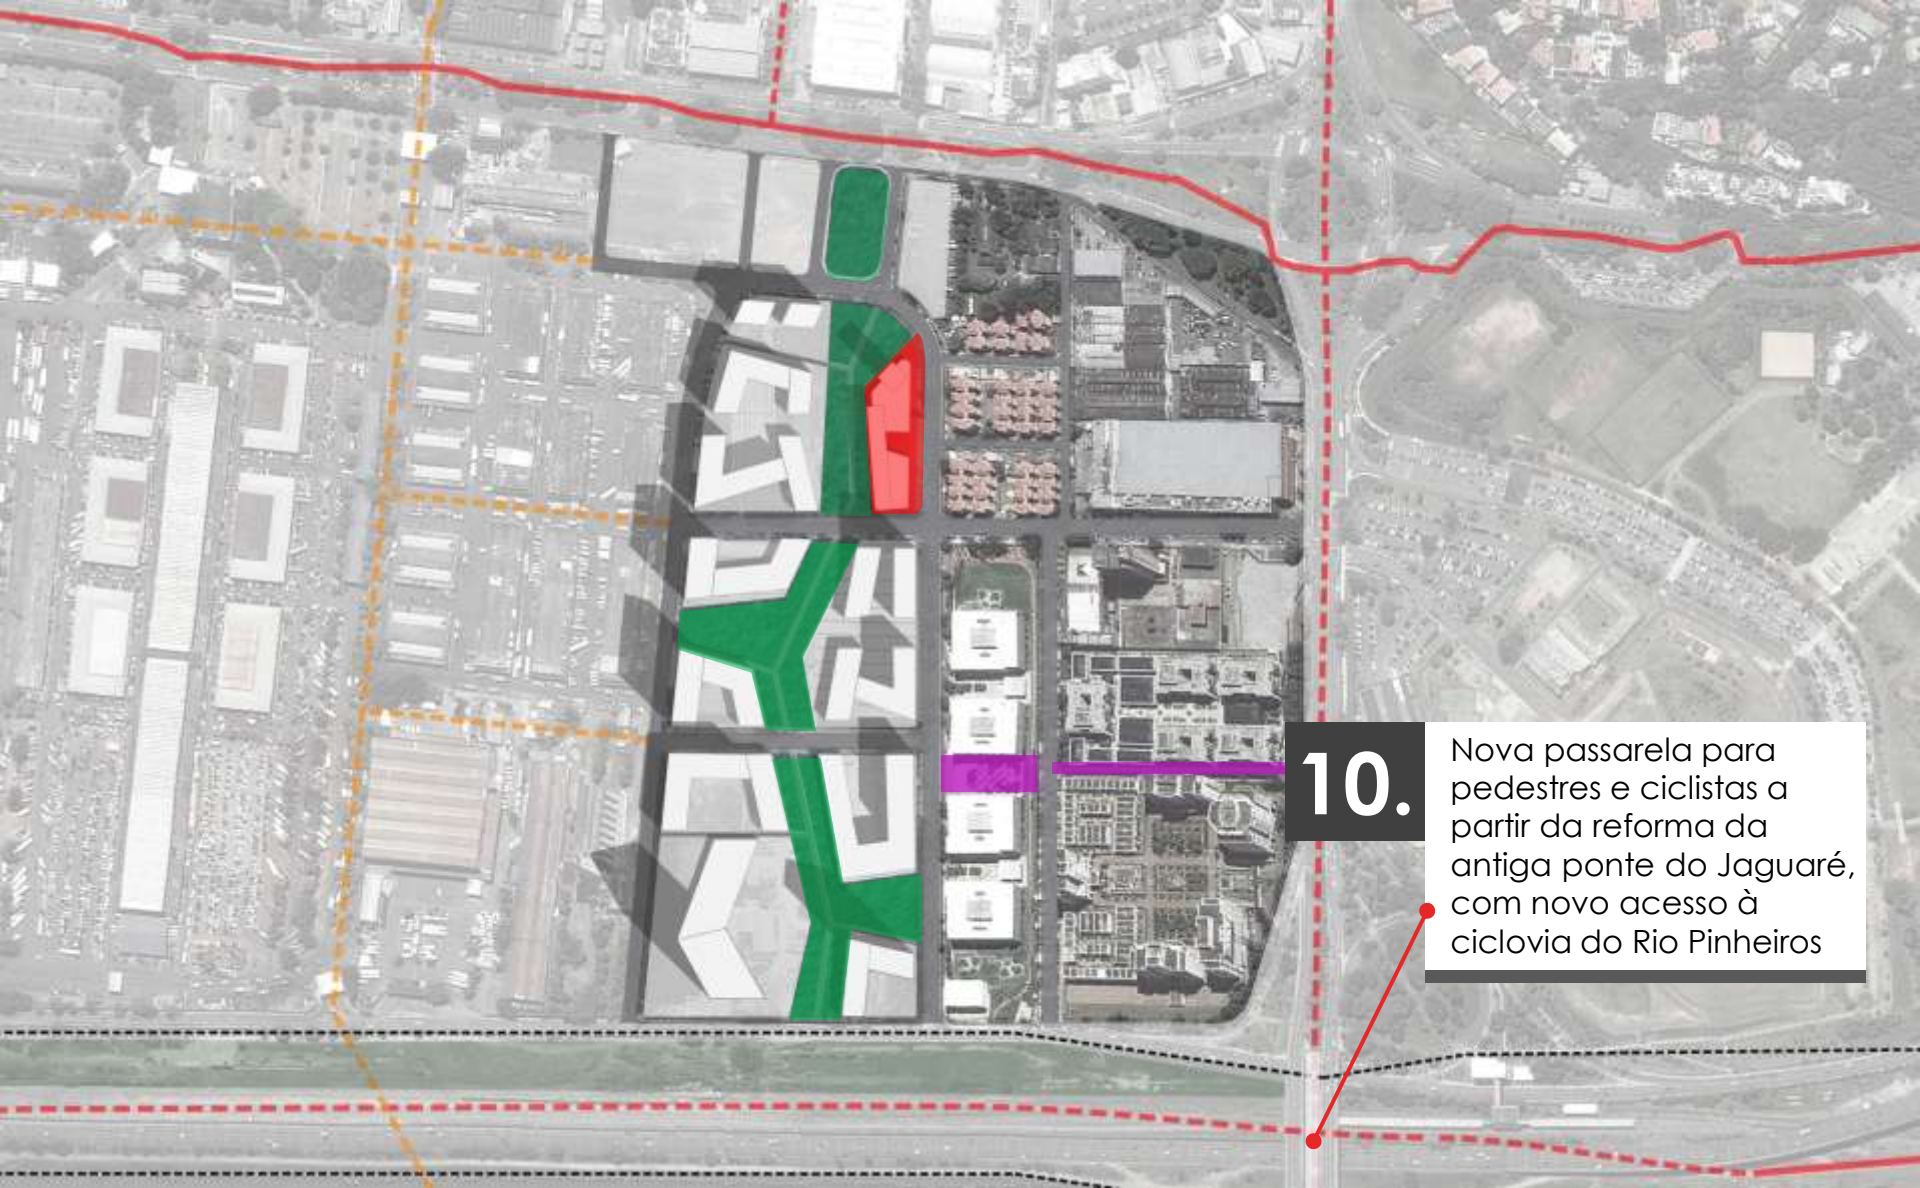 10.
Nova passarela para
pedestres e ciclistas a
partir da reforma da
antiga ponte do Jaguaré,
com novo acesso à
ciclovia do Rio Pinheiros